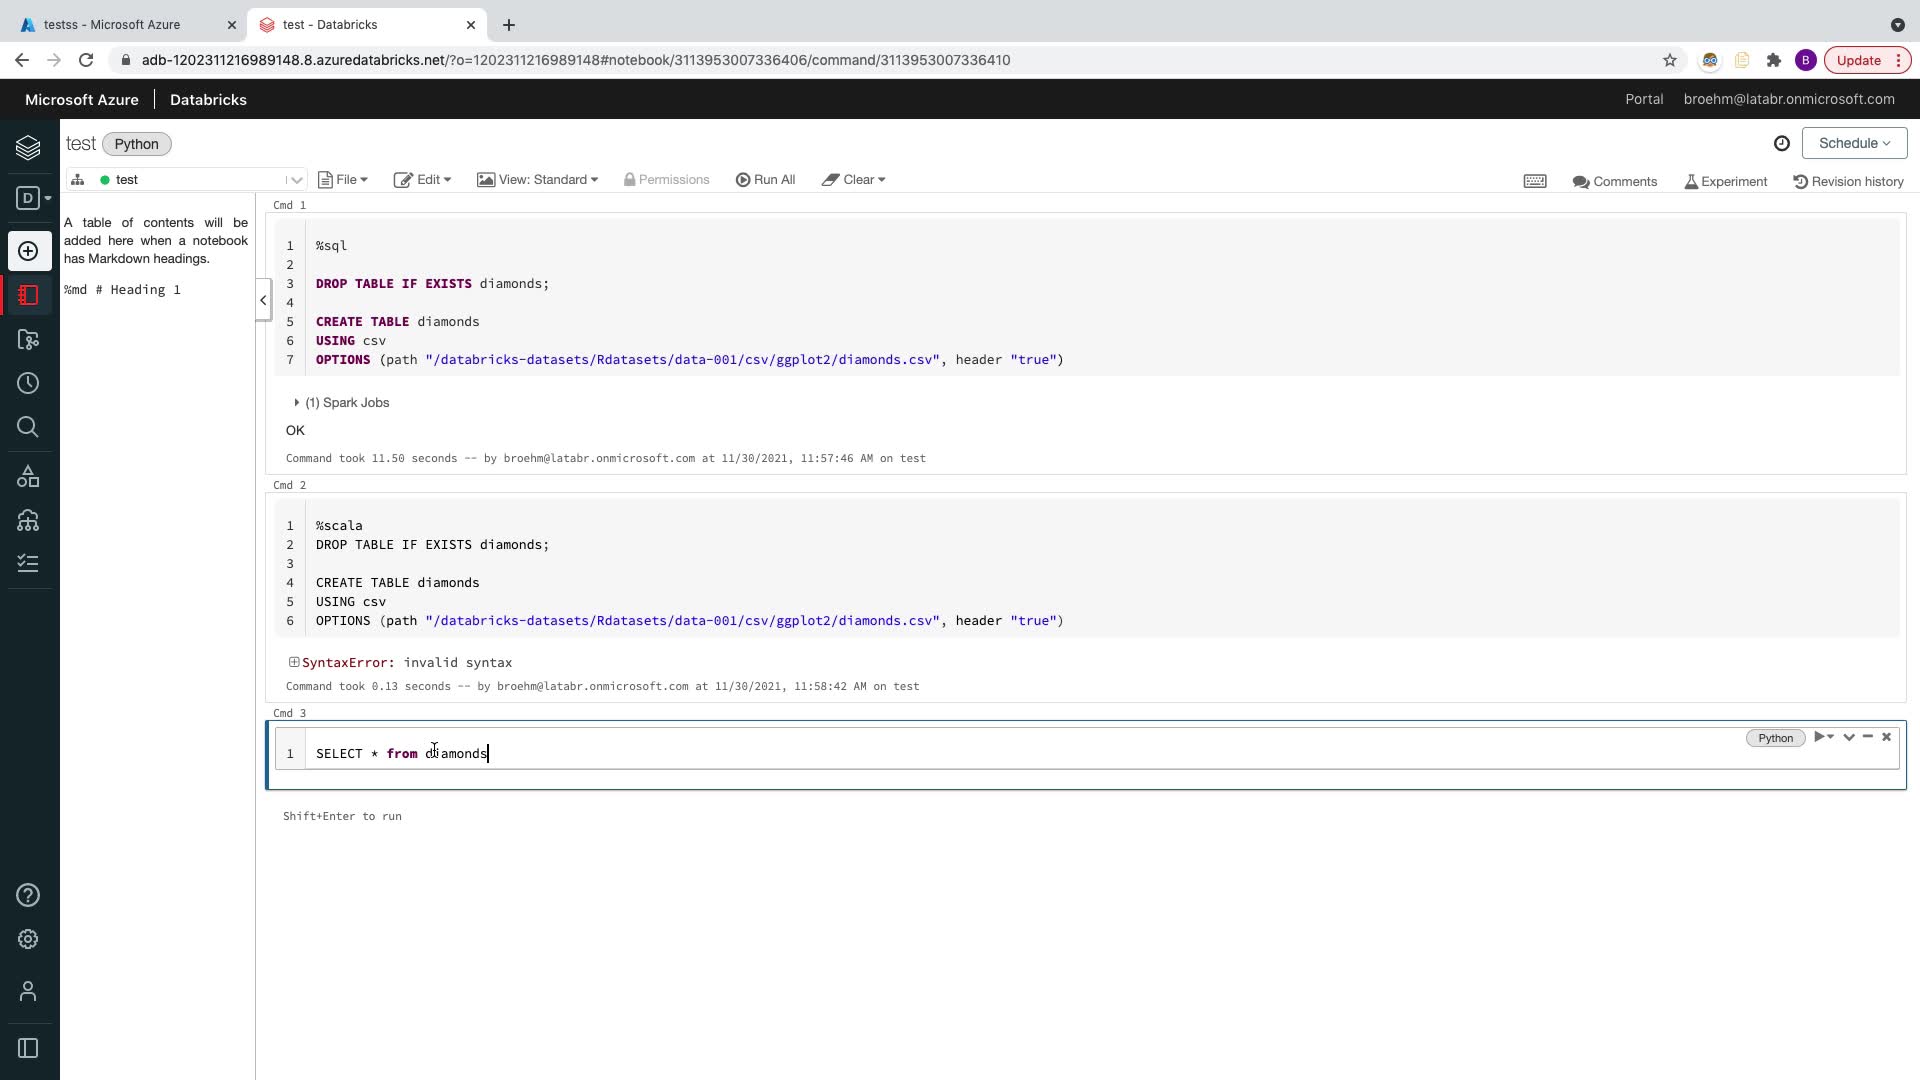 testss - Microsoft Azure
test - Databricks
adb-1202311216989148.8.azuredatabricks.net/?o=1202311216989148#notebook/3113953007336406/command/3113953007336410
B
Update
Microsoft Azure
Databricks
Portal
broehm@latabr.onmicrosoft.com
test Python
Schedule
D
test
File
Edit
View: Standard
Permissions
Run All
Clear
Comments
Experiment
Revision history
A table of contents will be
added here when a notebook
has Markdown headings.
%md # Heading 1
Cmd 1
1 %sql
2
3 DROP TABLE IF EXISTS diamonds;
4
5 CREATE TABLE diamonds
6 USING csv
7 OPTIONS (path "/databricks-datasets/Rdatasets/data-001/csv/ggplot2/diamonds.csv", header "true")
(1) Spark Jobs
OK
Command took 11.50 seconds -- by broehm@latabr.onmicrosoft.com at 11/30/2021, 11:57:46 AM on test
Cmd 2
1 %scala
2 DROP TABLE IF EXISTS diamonds;
3
4 CREATE TABLE diamonds
5 USING csv
6 OPTIONS (path "/databricks-datasets/Rdatasets/data-001/csv/ggplot2/diamonds.csv", header "true")
SyntaxError: invalid syntax
Command took 0.13 seconds -- by broehm@latabr.onmicrosoft.com at 11/30/2021, 11:58:42 AM on test
Cmd 3
Python
1 SELECT * from diamonds
Shift+Enter to run